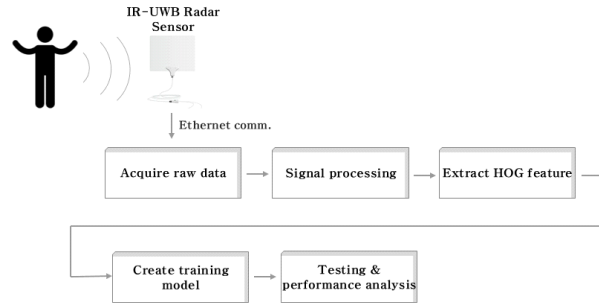 IR-UWB Radar
Sensor
Ethernet comm.
Acquire raw data
Signal processing
Extract HOG feature
Create training
model
Testing &
performance analysis